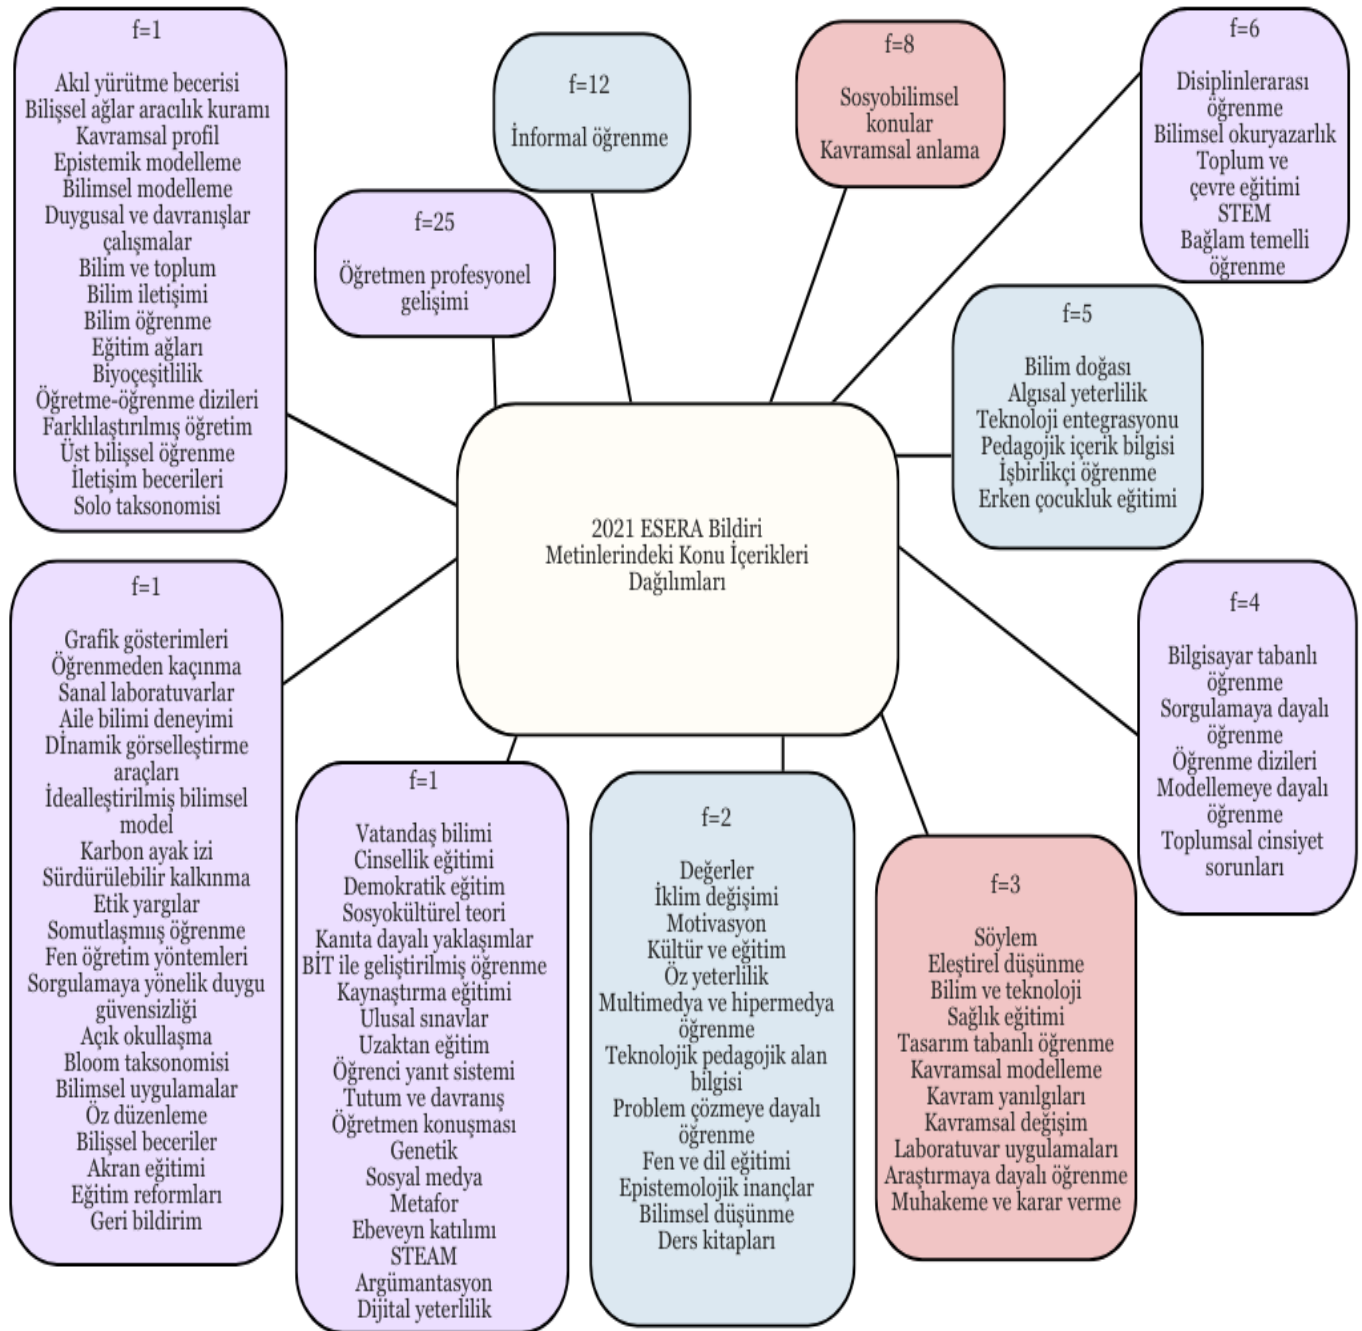 f=1
Akıl yürütme becerisi
Bilişsel ağlar aracılık kuramı
Kavramsal profil
Epistemik modelleme
Bilimsel modelleme
Duygusal ve davranışlar
çalışmalar
Bilim ve toplum
Bilim iletişimi
Bilim öğrenme
Eğitim ağları
Biyoçeşitlilik
Öğretme-öğrenme dizileri
Farklılaştırılmış öğretim
Üst bilişsel öğrenme
İletişim becerileri
Solo taksonomisi
f=25
Öğretmen profesyonel
gelişimi
f=12
İnformal öğrenme
f=8
Sosyobilimsel
konular
Kavramsal anlama
f=6
Disiplinlerarası
öğrenme
Bilimsel okuryazarlık
Toplum ve
çevre eğitimi
STEM
Bağlam temelli
öğrenme
f=5
Bilim doğası
Algısal yeterlilik
Teknoloji entegrasyonu
Pedagojik içerik bilgisi
İşbirlikçi öğrenme
Erken çocukluk eğitimi
2021 ESERA Bildiri
Metinlerindeki Konu İçerikleri
Dağılımları
f=1
Grafik gösterimleri
Öğrenmeden kaçınma
Sanal laboratuvarlar
Aile bilimi deneyimi
Dİnamik görselleştirme
araçları
İdealleştirilmiş bilimsel
model
Karbon ayak izi
Sürdürülebilir kalkınma
Etik yargılar
Somutlaşmıış öğrenme
Fen öğretim yöntemleri
Sorgulamaya yönelik duygu
güvensizliği
Açık okullaşma
Bloom taksonomisi
Bilimsel uygulamalar
Öz düzenleme
Bilişsel beceriler
Akran eğitimi
Eğitim reformları
Geri bildirim
f=1
Vatandaş bilimi
Cinsellik eğitimi
Demokratik eğitim
Sosyokültürel teori
Kanıta dayalı yaklaşımlar
BİT ile geliştirilmiş öğrenme
Kaynaştırma eğitimi
Ulusal sınavlar
Uzaktan eğitim
Öğrenci yanıt sistemi
Tutum ve davranış
Öğretmen konuşması
Genetik
Sosyal medya
Metafor
Ebeveyn katılımı
STEAM
Argümantasyon
Dijital yeterlilik
f=2
Değerler
İklim değişimi
Motivasyon
Kültür ve eğitim
Öz yeterlilik
Multimedya ve hipermedya
öğrenme
Teknolojik pedagojik alan
bilgisi
Problem çözmeye dayalı
öğrenme
Fen ve dil eğitimi
Epistemolojik inançlar
Bilimsel düşünme
Ders kitapları
f=3
Söylem
Eleştirel düşünme
Bilim ve teknoloji
Sağlık eğitimi
Tasarım tabanlı öğrenme
Kavramsal modelleme
Kavram yanılgıları
Kavramsal değişim
Laboratuvar uygulamaları
Araştırmaya dayalı öğrenme
Muhakeme ve karar verme
f=4
Bilgisayar tabanlı
öğrenme
Sorgulamaya dayalı
öğrenme
Öğrenme dizileri
Modellemeye dayalı
öğrenme
Toplumsal cinsiyet
sorunları